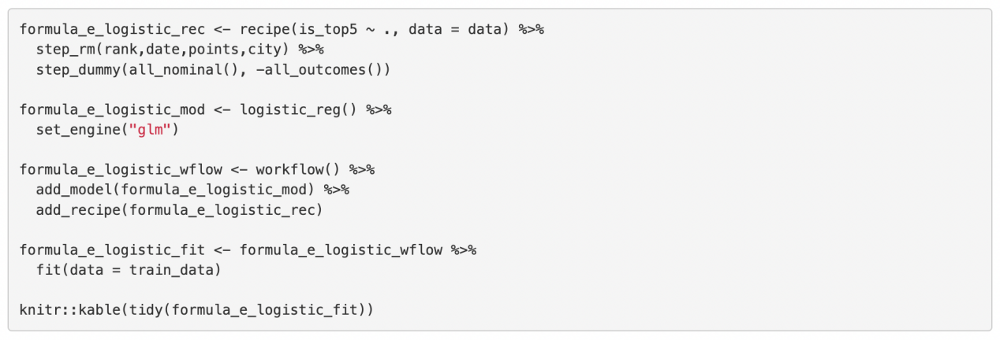 formula_e_logistic_rec <- recipe(is_top5 ~ ., data = data) %>%
  step_rm(rank,date,points,city) %>%
  step_dummy(all_nominal(), -all_outcomes())

formula_e_logistic_mod <- logistic_reg() %>%
  set_engine("glm")

formula_e_logistic_wflow <- workflow() %>%
  add_model(formula_e_logistic_mod) %>%
  add_recipe(formula_e_logistic_rec)

formula_e_logistic_fit <- formula_e_logistic_wflow %>%
  fit(data = train_data)

knitr::kable(tidy(formula_e_logistic_fit))